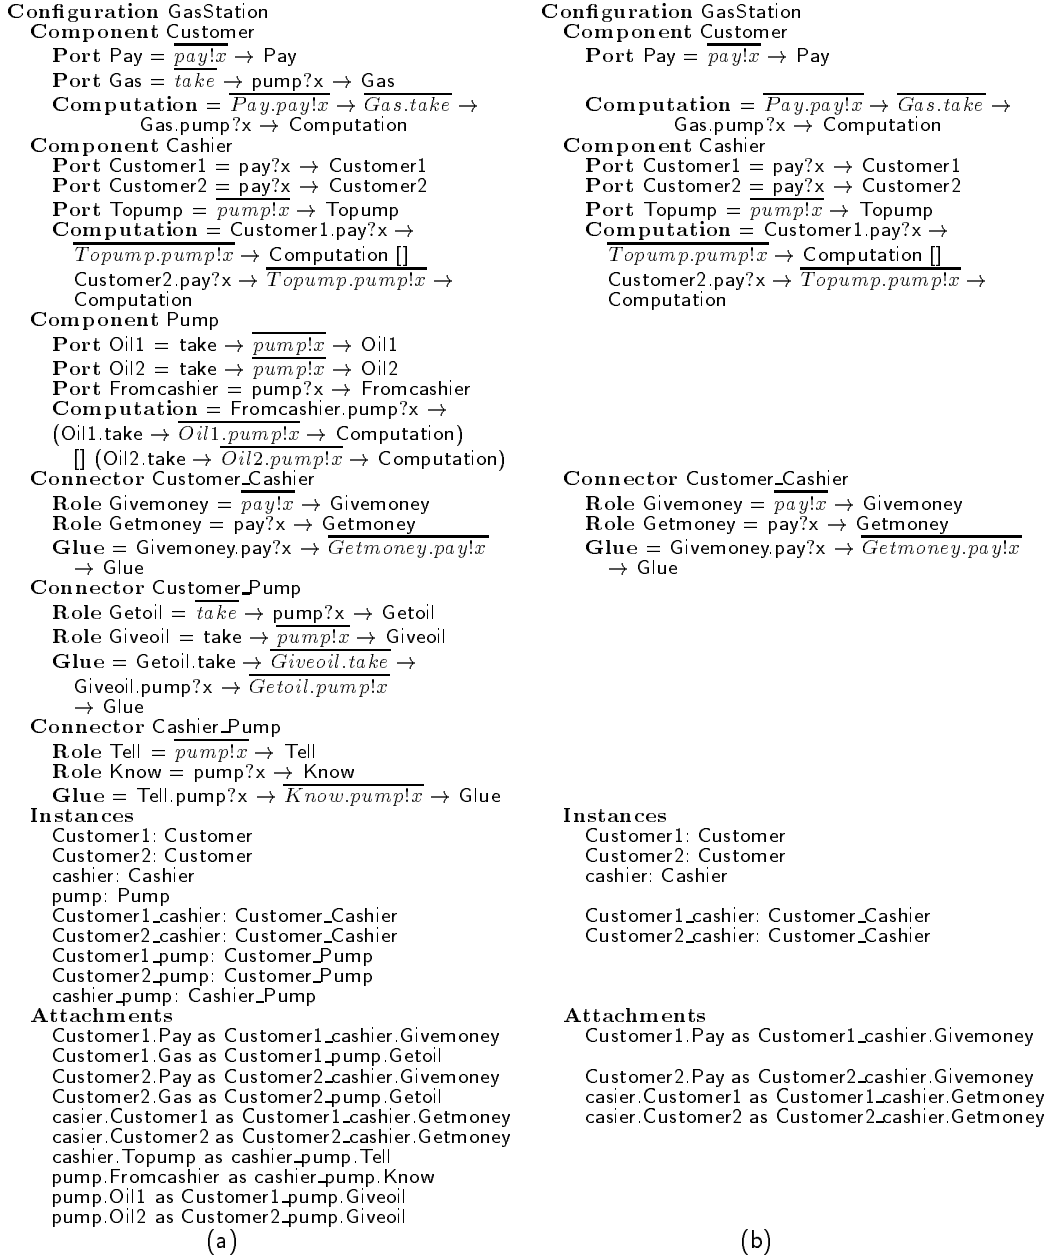 Configuration GasStation
Component Customer
Port Pay = pay!x → Pay
Port Gas = take → pump?x → Gas
Computation = Pay.pay!x → Gas.take →
Gas.pump?x → Computation
Component Cashier
Port Customer1 = pay?x → Customer1
Port Customer2 = pay?x → Customer2
Port Topump = pump!x → Topump
Computation = Customer1.pay?x →
Topump.pump!x → Computation []
Customer2.pay?x → Topump.pump!x →
Computation
Component Pump
Port Oil1 = take → pump!x → Oil1
Port Oil2 = take → pump!x → Oil2
Port Fromcashier = pump?x → Fromcashier
Computation = Fromcashier.pump?x →
(Oil1.take → Oil1.pump!x → Computation)
[] (Oil2.take → Oil2.pump!x → Computation)
Connector Customer_Cashier
Role Givemoney = pay!x → Givemoney
Role Getmoney = pay?x → Getmoney
Glue = Givemoney.pay?x → Getmoney.pay!x
→ Glue
Connector Customer_Pump
Role Getoil = take → pump?x → Getoil
Role Giveoil = take → pump!x → Giveoil
Glue = Getoil.take → Giveoil.take →
Giveoil.pump?x → Getoil.pump!x
→ Glue
Connector Cashier_Pump
Role Tell = pump!x → Tell
Role Know = pump?x → Know
Glue = Tell.pump?x → Know.pump!x → Glue
Instances
Customer1: Customer
Customer2: Customer
cashier: Cashier
pump: Pump
Customer1_cashier: Customer_Cashier
Customer2_cashier: Customer_Cashier
Customer1_pump: Customer_Pump
Customer2_pump: Customer_Pump
cashier_pump: Cashier_Pump
Attachments
Customer1.Pay as Customer1_cashier.Givemoney
Customer1.Gas as Customer1_pump.Getoil
Customer2.Pay as Customer2_cashier.Givemoney
Customer2.Gas as Customer2_pump.Getoil
casier.Customer1 as Customer1_cashier.Getmoney
casier.Customer2 as Customer2_cashier.Getmoney
cashier.Topump as cashier_pump.Tell
pump.Fromcashier as cashier_pump.Know
pump.Oil1 as Customer1_pump.Giveoil
pump.Oil2 as Customer2_pump.Giveoil
(a)
Configuration GasStation
Component Customer
Port Pay = pay!x → Pay
Computation = Pay.pay!x → Gas.take →
Gas.pump?x → Computation
Component Cashier
Port Customer1 = pay?x → Customer1
Port Customer2 = pay?x → Customer2
Port Topump = pump!x → Topump
Computation = Customer1.pay?x →
Topump.pump!x → Computation []
Customer2.pay?x → Topump.pump!x →
Computation
Connector Customer_Cashier
Role Givemoney = pay!x → Givemoney
Role Getmoney = pay?x → Getmoney
Glue = Givemoney.pay?x → Getmoney.pay!x
→ Glue
Instances
Customer1: Customer
Customer2: Customer
cashier: Cashier
Customer1_cashier: Customer_Cashier
Customer2_cashier: Customer_Cashier
Attachments
Customer1.Pay as Customer1_cashier.Givemoney
Customer2.Pay as Customer2_cashier.Givemoney
casier.Customer1 as Customer1_cashier.Getmoney
casier.Customer2 as Customer2_cashier.Getmoney
(b)